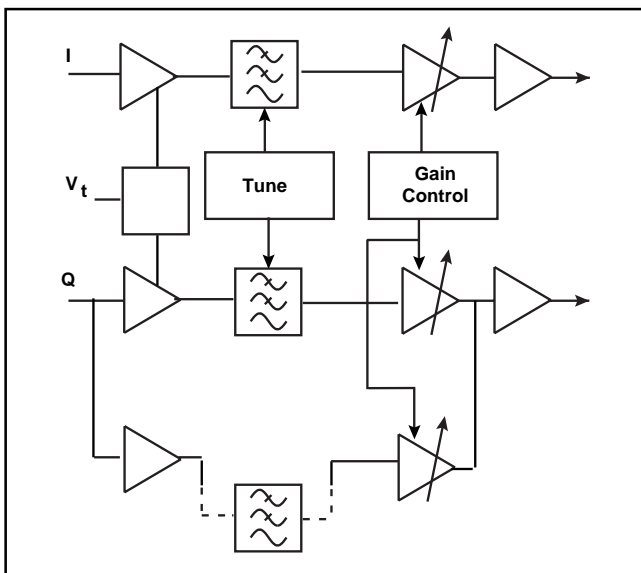 I
V t
Tune
Gain
Control
Q